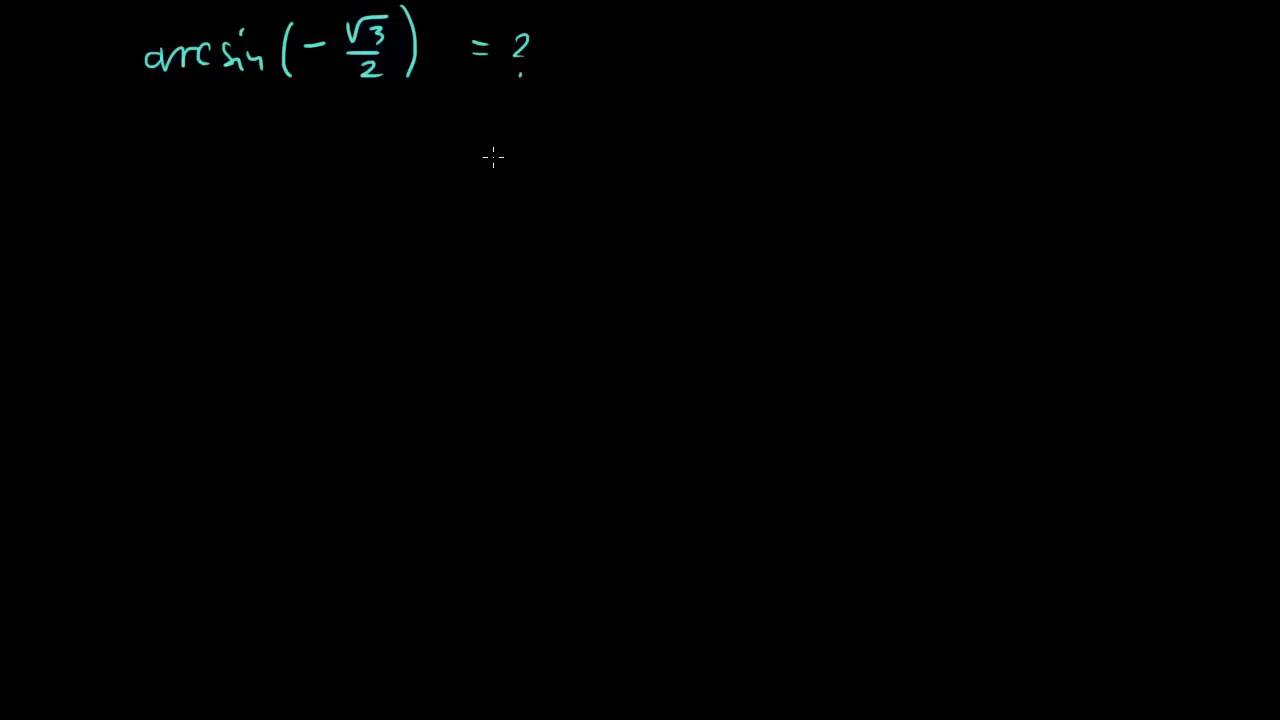 arcsin(-√3/2) = ?